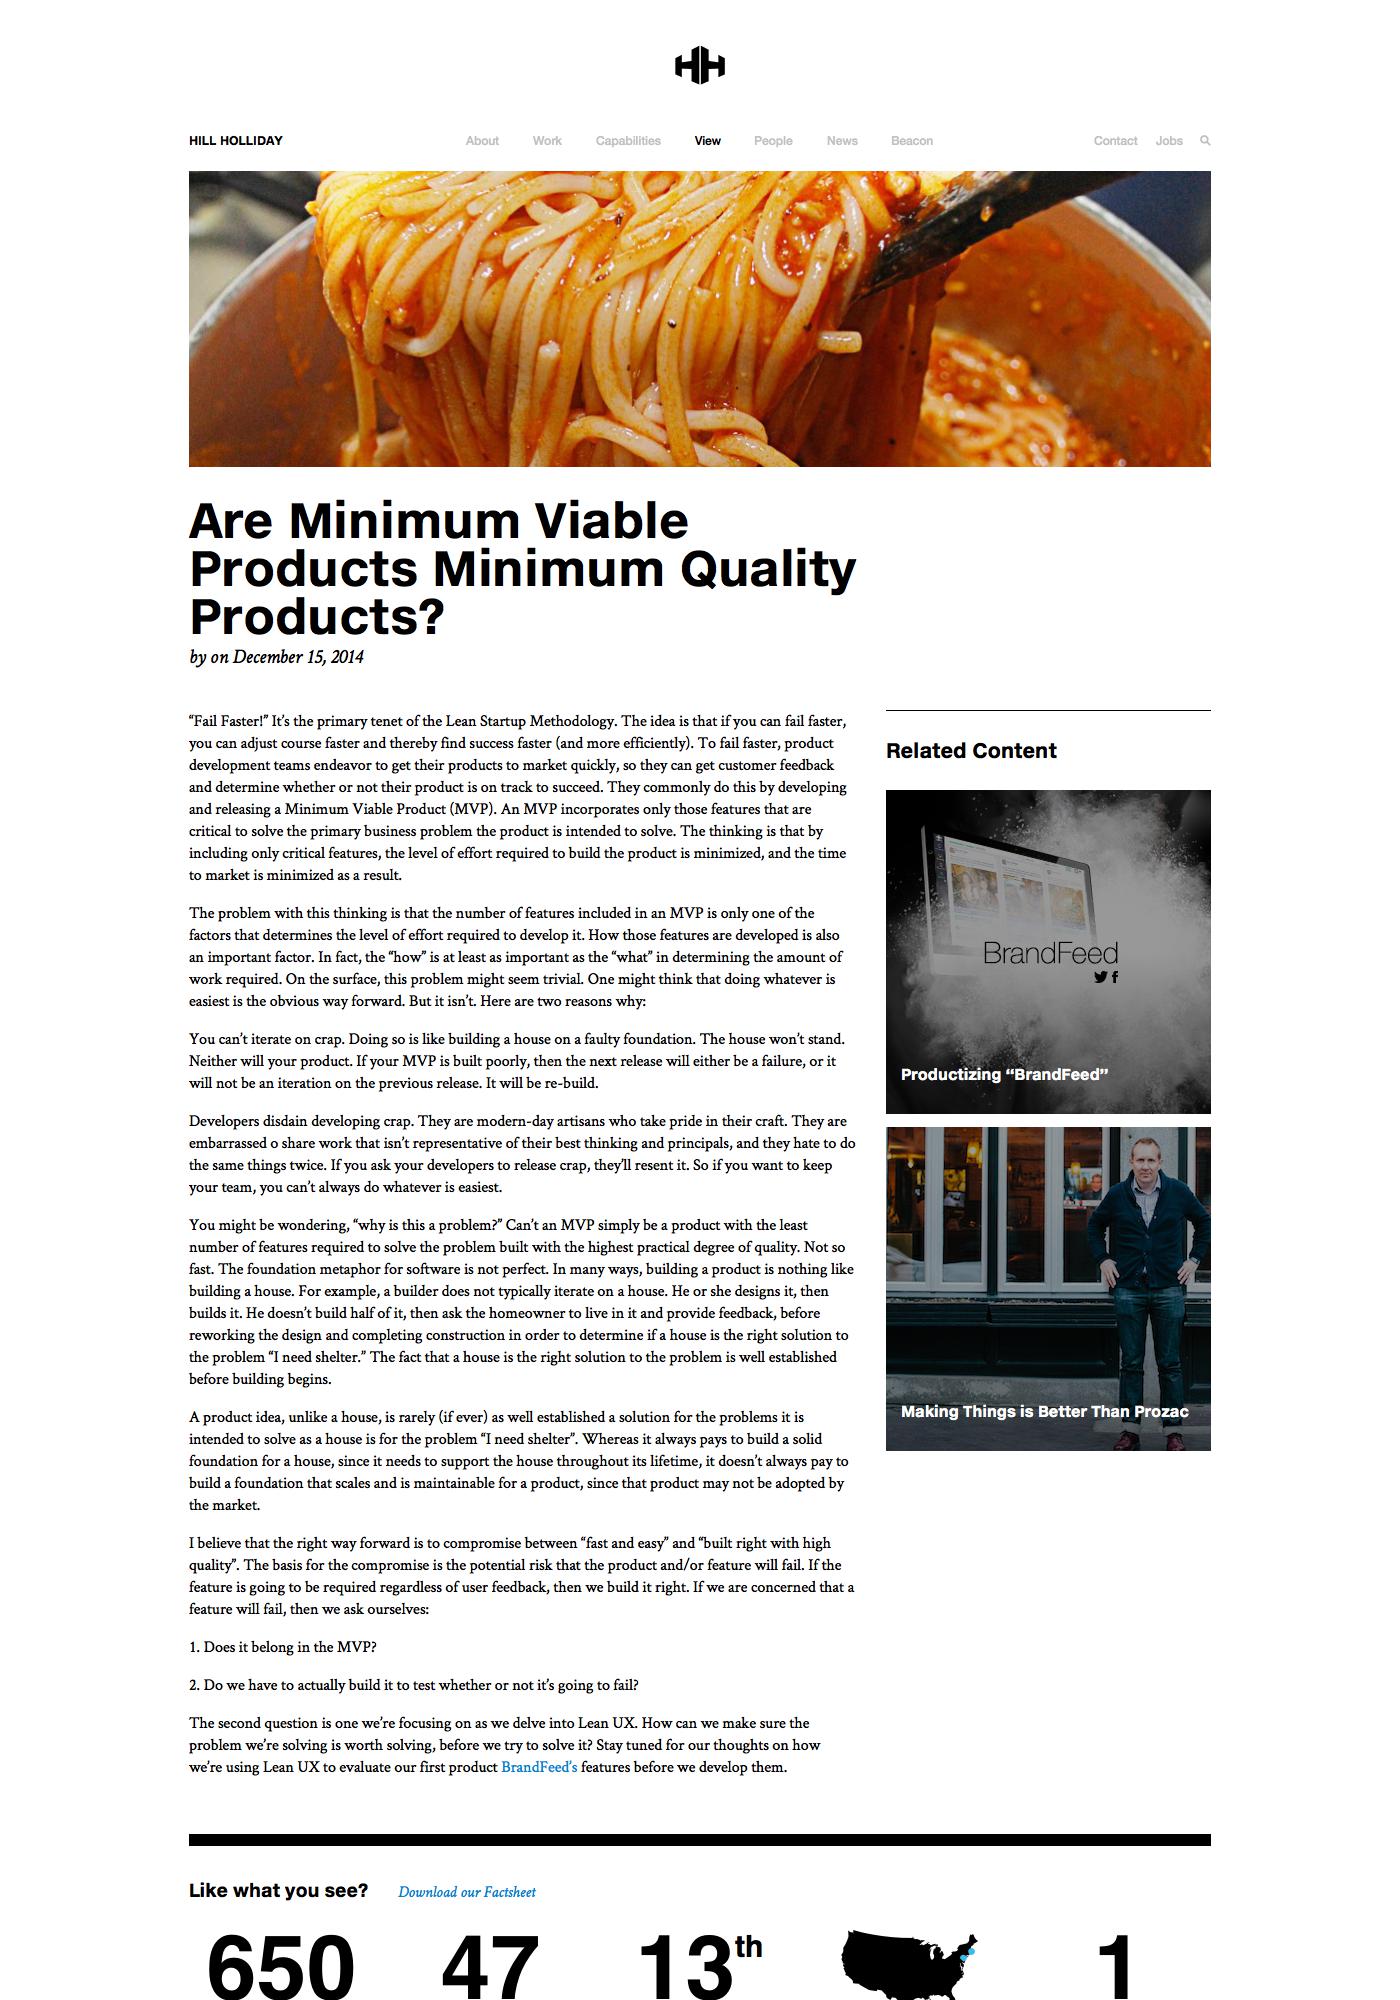 HH
HILL HOLLIDAY
About Work Capabilities View People News Beacon
Contact Jobs
Are Minimum Viable
Products Minimum Quality
Products?
by on December 15, 2014
“Fail Faster!” It’s the primary tenet of the Lean Startup Methodology. The idea is that if you can fail faster,
you can adjust course faster and thereby find success faster (and more efficiently). To fail faster, product
development teams endeavor to get their products to market quickly, so they can get customer feedback
and determine whether or not their product is on track to succeed. They commonly do this by developing
and releasing a Minimum Viable Product (MVP). An MVP incorporates only those features that are
critical to solve the primary business problem the product is intended to solve. The thinking is that by
including only critical features, the level of effort required to build the product is minimized, and the time
to market is minimized as a result.
The problem with this thinking is that the number of features included in an MVP is only one of the
factors that determines the level of effort required to develop it. How those features are developed is also
an important factor. In fact, the “how” is at least as important as the “what” in determining the amount of
work required. On the surface, this problem might seem trivial. One might think that doing whatever is
easiest is the obvious way forward. But it isn’t. Here are two reasons why:
You can’t iterate on crap. Doing so is like building a house on a faulty foundation. The house won’t stand.
Neither will your product. If your MVP is built poorly, then the next release will either be a failure, or it
will not be an iteration on the previous release. It will be re-build.
Developers disdain developing crap. They are modern-day artisans who take pride in their craft. They are
embarrassed o share work that isn’t representative of their best thinking and principals, and they hate to do
the same things twice. If you ask your developers to release crap, they’ll resent it. So if you want to keep
your team, you can’t always do whatever is easiest.
You might be wondering, “why is this a problem?” Can’t an MVP simply be a product with the least
number of features required to solve the problem built with the highest practical degree of quality. Not so
fast. The foundation metaphor for software is not perfect. In many ways, building a product is nothing like
building a house. For example, a builder does not typically iterate on a house. He or she designs it, then
builds it. He doesn’t build half of it, then ask the homeowner to live in it and provide feedback, before
reworking the design and completing construction in order to determine if a house is the right solution to
the problem “I need shelter.” The fact that a house is the right solution to the problem is well established
before building begins.
A product idea, unlike a house, is rarely (if ever) as well established a solution for the problems it is
intended to solve as a house is for the problem “I need shelter”. Whereas it always pays to build a solid
foundation for a house, since it needs to support the house throughout its lifetime, it doesn’t always pay to
build a foundation that scales and is maintainable for a product, since that product may not be adopted by
the market.
I believe that the right way forward is to compromise between “fast and easy” and “built right with high
quality”. The basis for the compromise is the potential risk that the product and/or feature will fail. If the
feature is going to be required regardless of user feedback, then we build it right. If we are concerned that a
feature will fail, then we ask ourselves:
1. Does it belong in the MVP?
2. Do we have to actually build it to test whether or not it’s going to fail?
The second question is one we’re focusing on as we delve into Lean UX. How can we make sure the
problem we’re solving is worth solving, before we try to solve it? Stay tuned for our thoughts on how
we’re using Lean UX to evaluate our first product BrandFeed’s features before we develop them.
Related Content
BrandFeed
Productizing “BrandFeed”
Making Things is Better Than Prozac
Like what you see? Download our Factsheet
650 47 13th 1